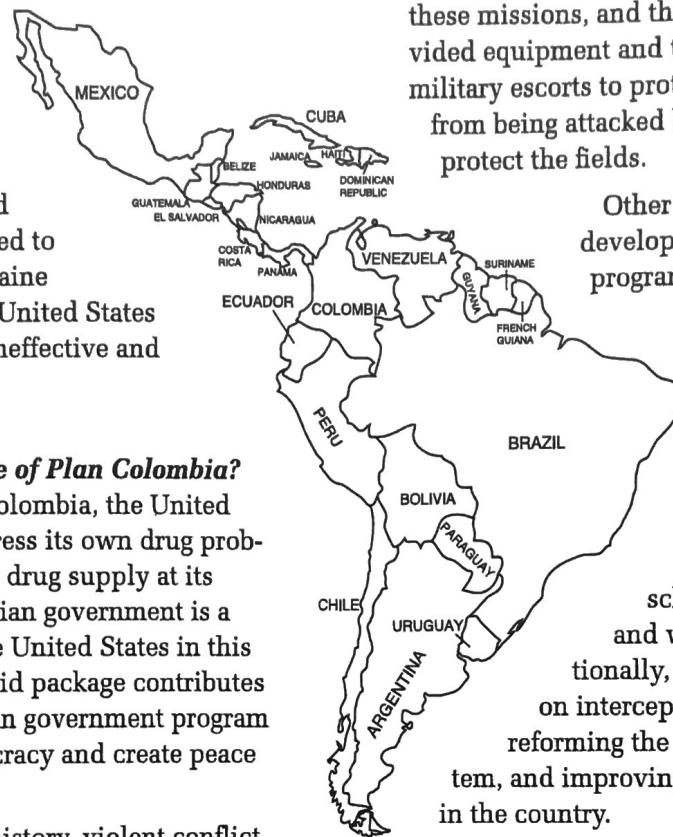 d
ed to
aine
United States
neffective and
e of Plan Colombia?
olombia, the United
ress its own drug prob-
drug supply at its
ian government is a
e United States in this
id package contributes
n government program
cracy and create peace
history, violent conflict
MEXICO
CUBA
JAMAICA
HAITI
DOMINICAN
REPUBLIC
BELIZE
HONDURAS
GUATEMALA
EL SALVADOR
NICARAGUA
COSTA
RICA
PANAMA
VENEZUELA
GUYANA
SURINAME
FRENCH
GUIANA
ECUADOR
COLOMBIA
PERU
BRAZIL
BOLIVIA
PARAGUAY
CHILE
URUGUAY
ARGENTINA
these missions, and th
vided equipment and t
military escorts to prot
from being attacked
protect the fields.
Other
develop
progran
sc
and
tionally,
on intercep
reforming the
tem, and improvin
in the country.